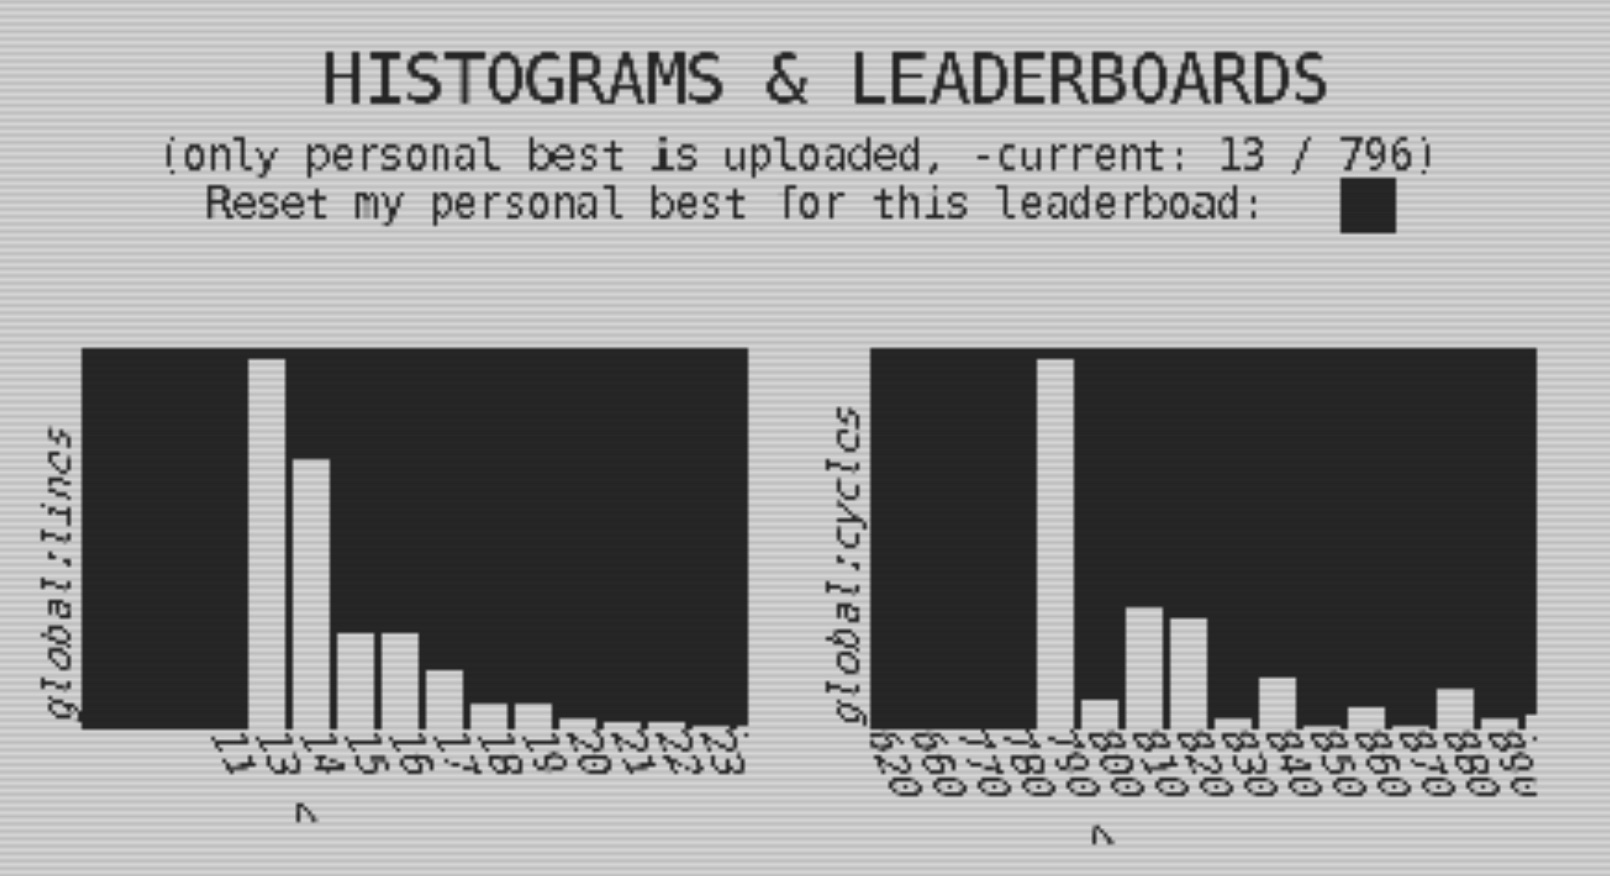 HISTOGRAMS & LEADERBOARDS
(only personal best is uploaded, -current: 13 / 796)
Reset my personal best for this leaderboad:
global:lines
11 13 14 15 16 17 18 19 20 21 22 23
^
global:cycles
620 660 770 780 790 800 810 820 830 840 850 860 870 880 890
^